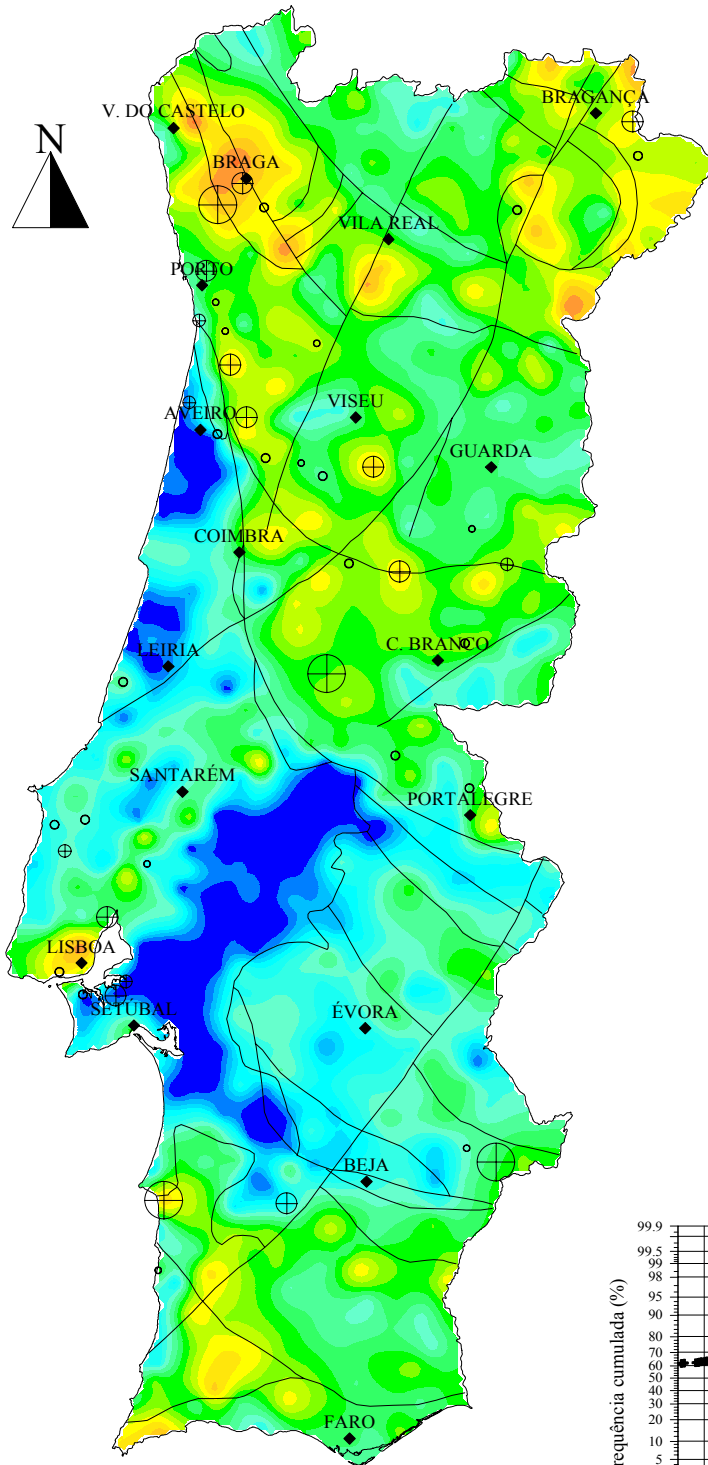 V. DO CASTELO
BRAGANÇA
N
BRAGA
VILA REAL
PORTO
AVEIRO
VISEU
GUARDA
COIMBRA
LEIRIA
C. BRANCO
SANTARÉM
PORTALEGRE
LISBOA
SETÚBAL
ÉVORA
BEJA
FARO
99.9
99.5
99
98
95
90
80
70
60
50
40
30
20
10
5
requência cumulada (%)